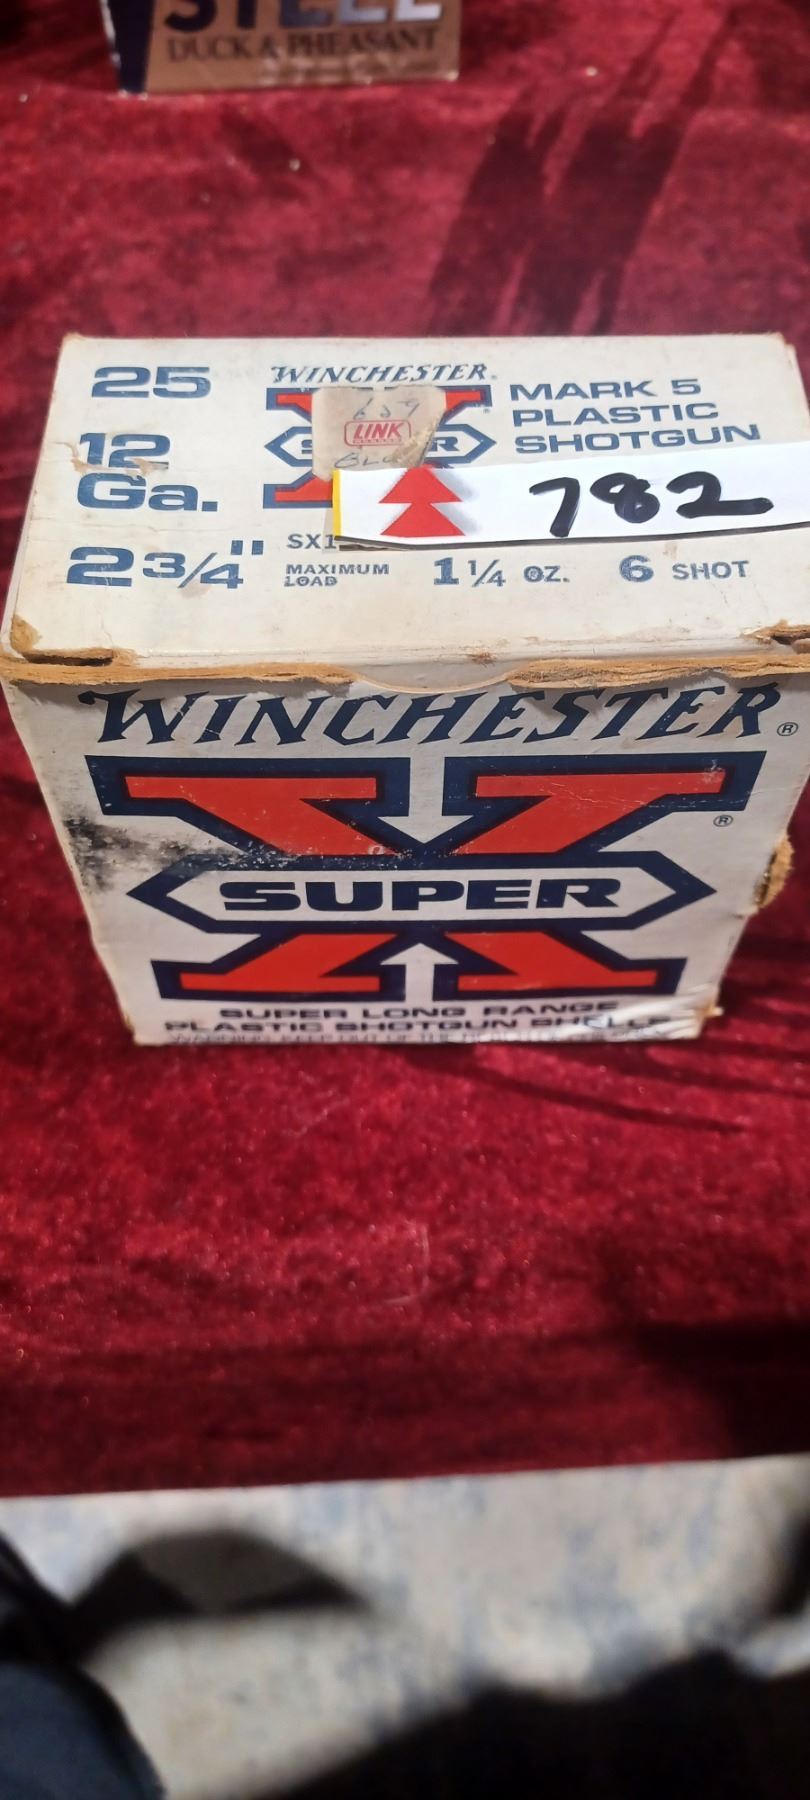 STEEL
DUCK & PHEASANT
25
12
Ga.
2 3/4"
WINCHESTER®
MARK 5
PLASTIC
SHOTGUN
659
LINK
782
MAXIMUM
LOAD
1 1/4 OZ.
6 SHOT
WINCHESTER®
X®
SUPER
SUPER LONG RANGE
PLASTIC SHOTGUN SHELLS